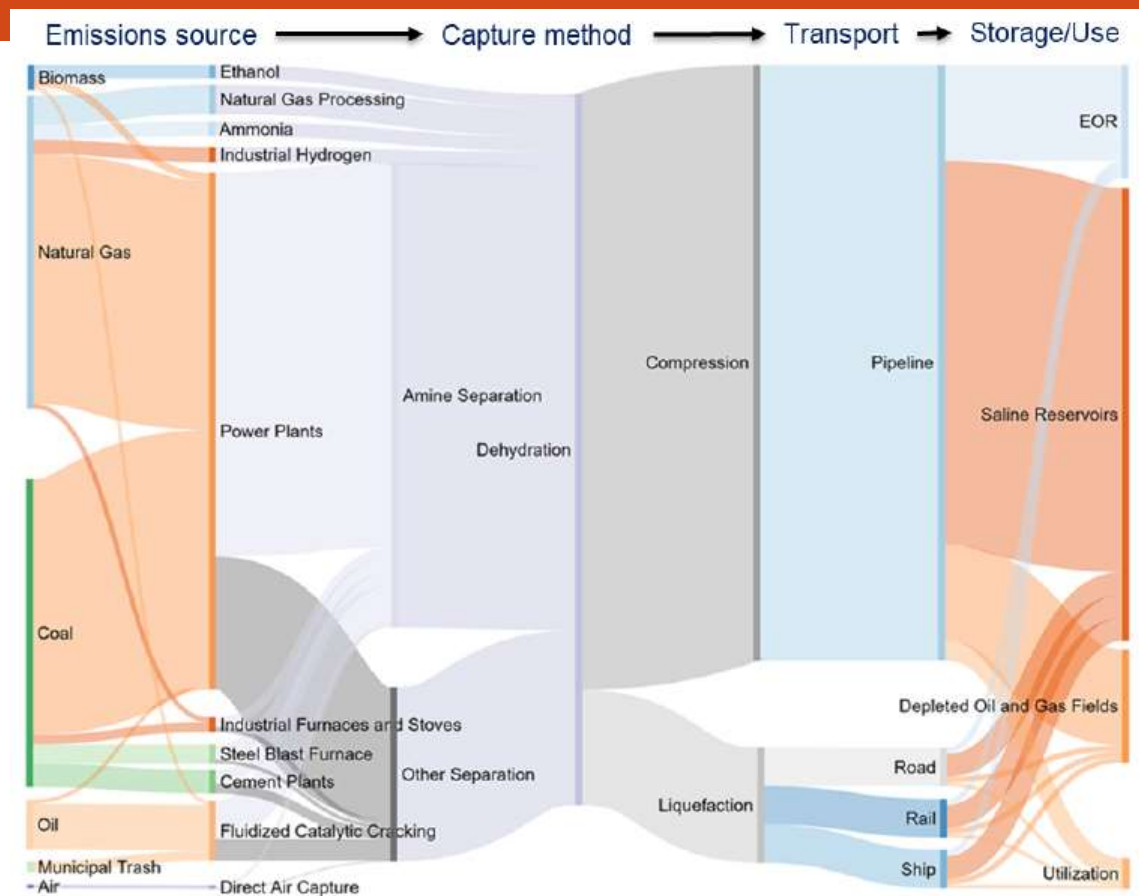 Emissions source
Capture method
Transport
Storage/Use
Biomass
Natural Gas
Coal
Oil
Municipal Trash
Air
Ethanol
Natural Gas Processing
Ammonia
Industrial Hydrogen
Power Plants
Industrial Furnaces and Stoves
Steel Blast Furnace
Cement Plants
Fluidized Catalytic Cracking
Direct Air Capture
Amine Separation
Other Separation
Dehydration
Compression
Liquefaction
Pipeline
Road
Rail
Ship
EOR
Saline Reservoirs
Depleted Oil and Gas Fields
Utilization